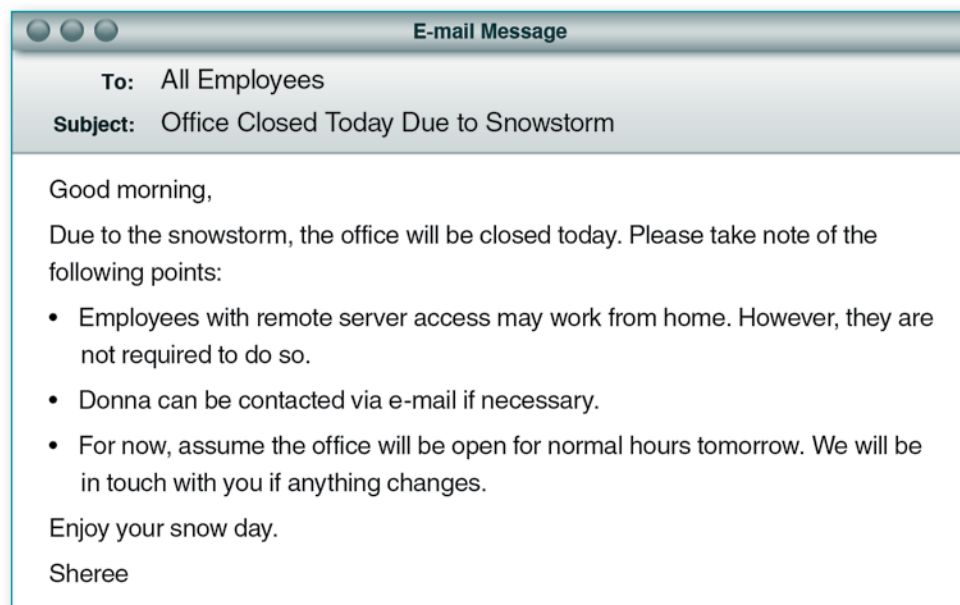 E-mail Message
To: All Employees
Subject: Office Closed Today Due to Snowstorm
Good morning,
Due to the snowstorm, the office will be closed today. Please take note of the
following points:
• Employees with remote server access may work from home. However, they are
not required to do so.
• Donna can be contacted via e-mail if necessary.
• For now, assume the office will be open for normal hours tomorrow. We will be
in touch with you if anything changes.
Enjoy your snow day.
Sheree